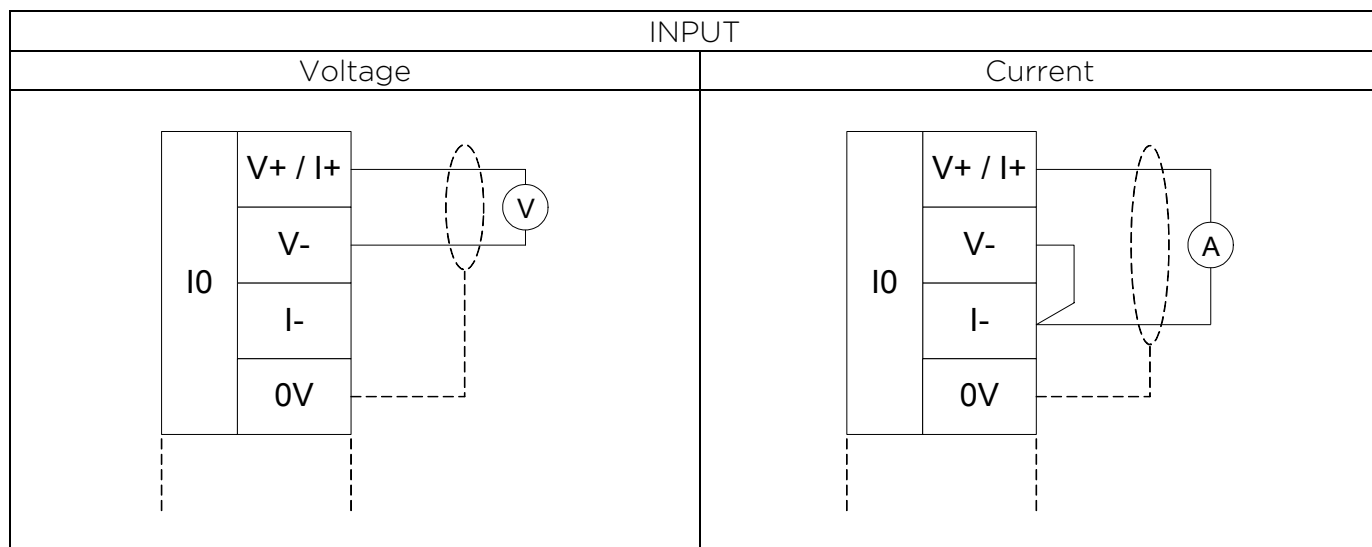 INPUT
Voltage
Current
I0
V+ / I+
V-
I-
0V
V
I0
V+ / I+
V-
I-
0V
A